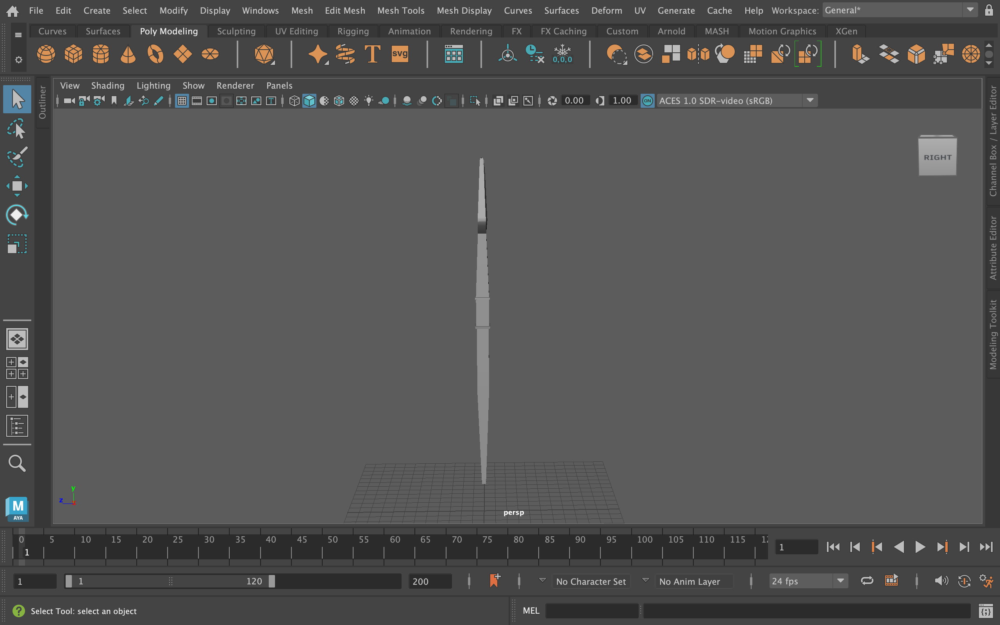 File Edit Create Select Modify Display Windows Mesh Edit Mesh Mesh Tools Mesh Display Curves Surfaces Deform UV Generate Cache Help Workspace: General*
Curves Surfaces Poly Modeling Sculpting UV Editing Rigging Animation Rendering FX FX Caching Custom Arnold MASH Motion Graphics XGen
T svg 0,0,0
View Shading Lighting Show Renderer Panels
T 0.00 1.00 ON ACES 1.0 SDR-video (sRGB)
Outliner
Channel Box / Layer Editor
Attribute Editor
Modeling Toolkit
RIGHT
y
z
persp
M
AYA
0 5 10 15 20 25 30 35 40 45 50 55 60 65 70 75 80 85 90 95 100 105 110 115
1
1
1 1 120 200 No Character Set No Anim Layer 24 fps
? Select Tool: select an object MEL {;}